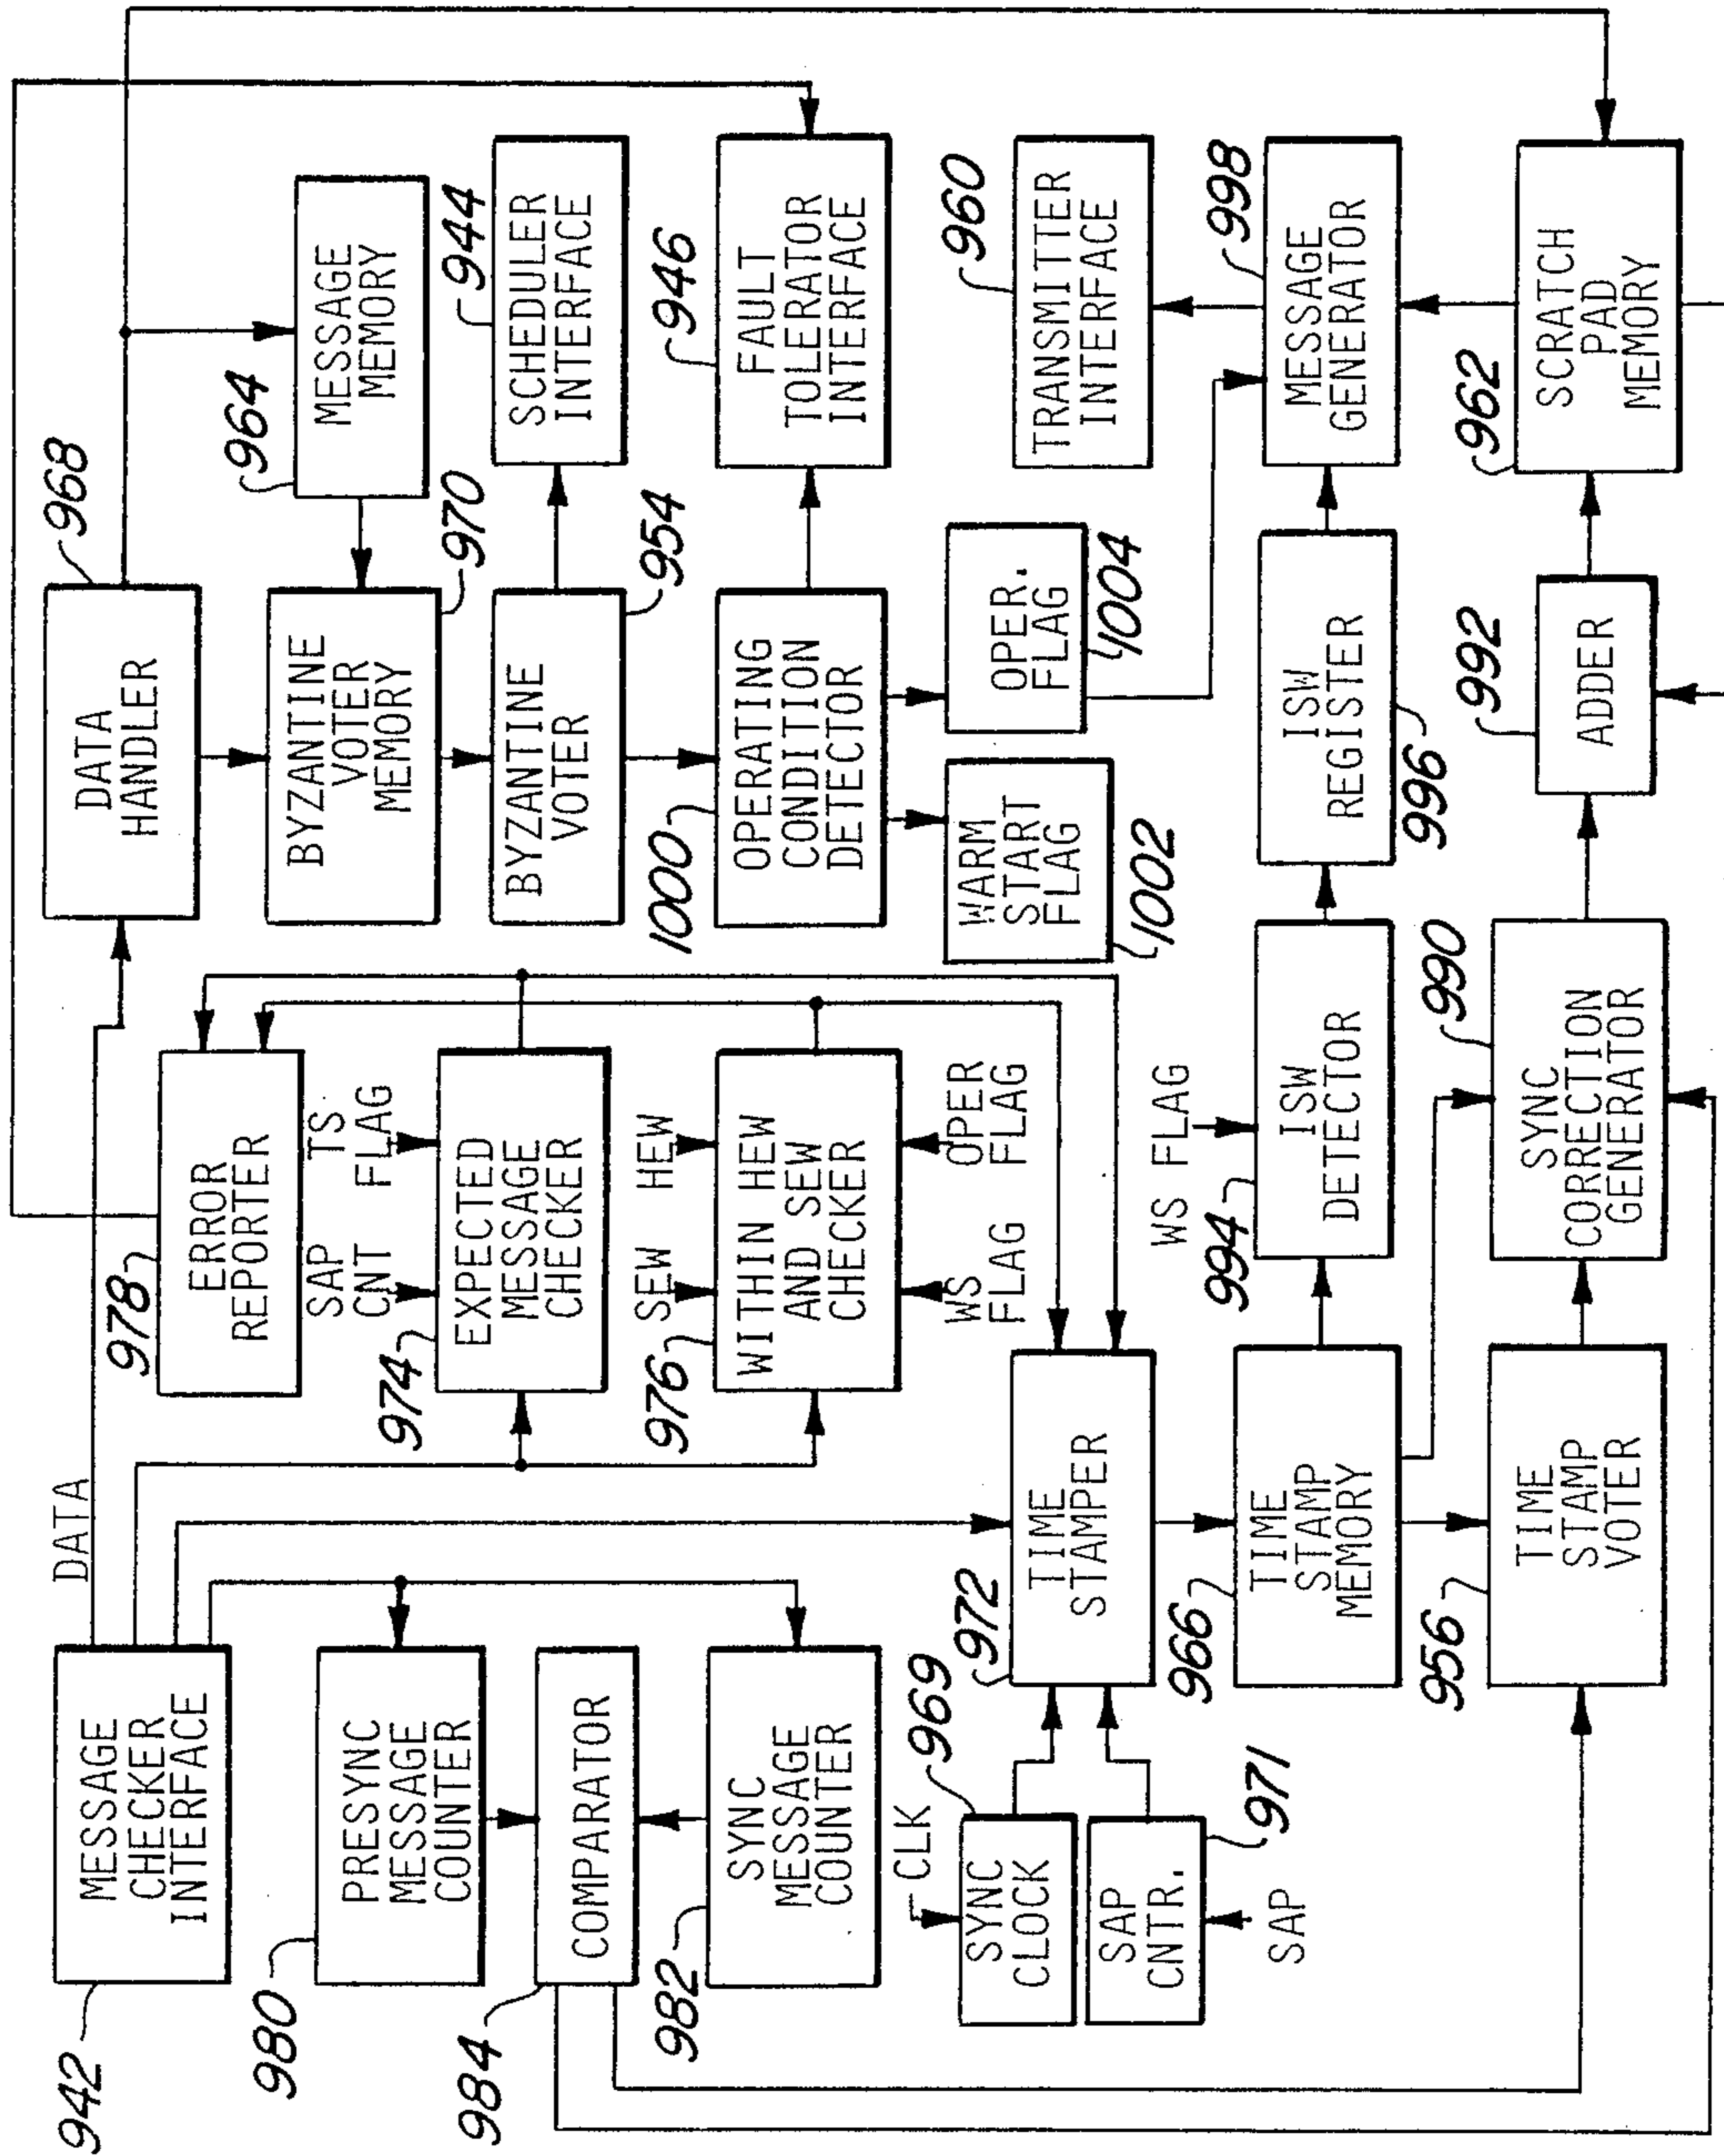 942
MESSAGE
CHECKER
INTERFACE
DATA
980
PRESYNC
MESSAGE
COUNTER
984
COMPARATOR
982
SYNC
MESSAGE
COUNTER
CLK
969
SYNC
CLOCK
SAP
CNTR.
971
SAP
978
ERROR
REPORTER
SAP
CNT
TS
FLAG
974
EXPECTED
MESSAGE
CHECKER
SEW
HEW
976
WITHIN HEW
AND SEW
CHECKER
WS
FLAG
OPER
FLAG
972
TIME
STAMPER
966
TIME
STAMP
MEMORY
956
TIME
STAMP
VOTER
968
DATA
HANDLER
964
MESSAGE
MEMORY
970
BYZANTINE
VOTER
MEMORY
954
BYZANTINE
VOTER
944
SCHEDULER
INTERFACE
1000
OPERATING
CONDITION
DETECTOR
946
FAULT
TOLERATOR
INTERFACE
WARM
START
FLAG
1002
OPER.
FLAG
1004
960
TRANSMITTER
INTERFACE
WS FLAG
994
ISW
DETECTOR
ISW
REGISTER
996
998
MESSAGE
GENERATOR
990
SYNC
CORRECTION
GENERATOR
992
ADDER
962
SCRATCH
PAD
MEMORY